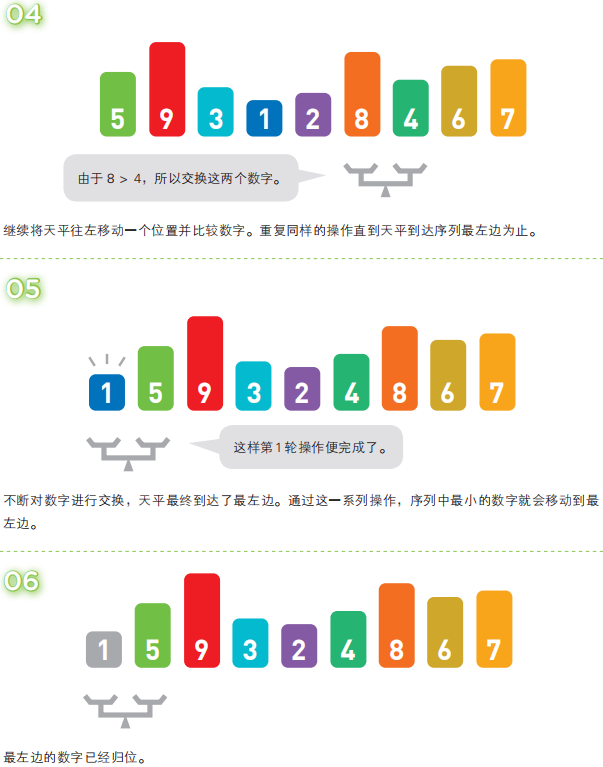 04
5 9 3 1 2 8 4 6 7
由于 8 > 4，所以交换这两个数字。
继续将天平往左移动一个位置并比较数字。重复同样的操作直到天平到达序列最左边为止。
05
1 5 9 3 2 4 8 6 7
这样第 1 轮操作便完成了。
不断对数字进行交换，天平最终到达了最左边。通过这一系列操作，序列中最小的数字就会移动到最
左边。
06
1 5 9 3 2 4 8 6 7
最左边的数字已经归位。